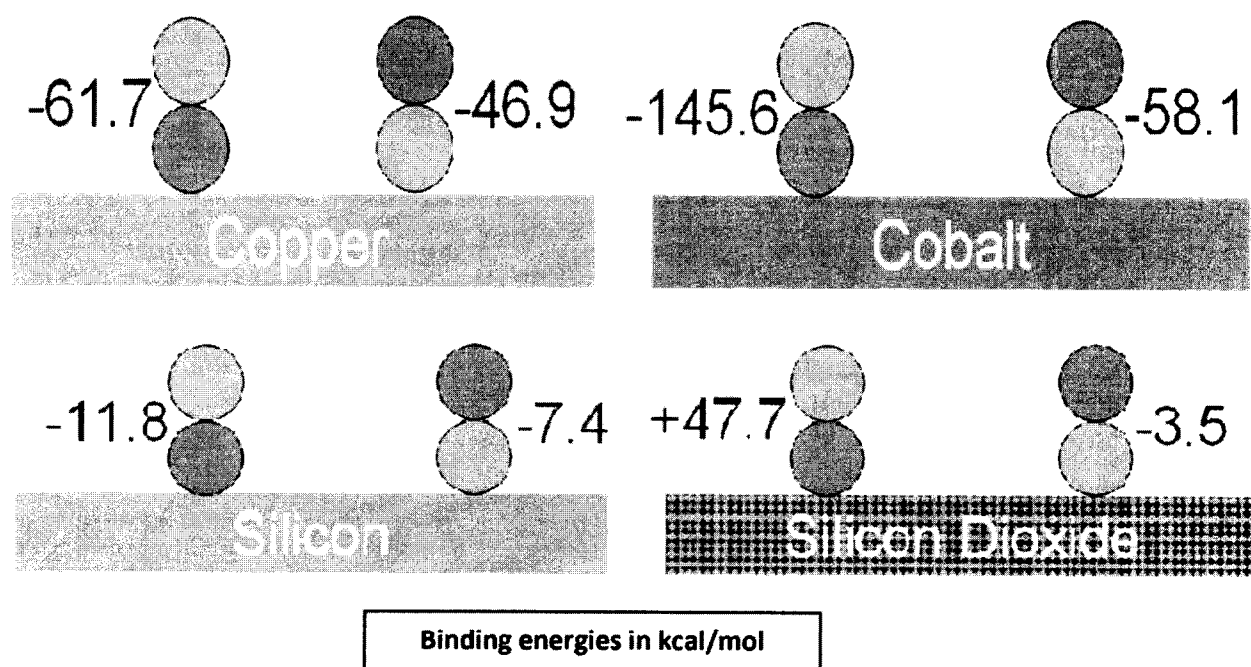 -61.7
-46.9
Copper
-145.6
-58.1
Cobalt
-11.8
-7.4
Silicon
+47.7
-3.5
Silicon Dioxide
Binding energies in kcal/mol